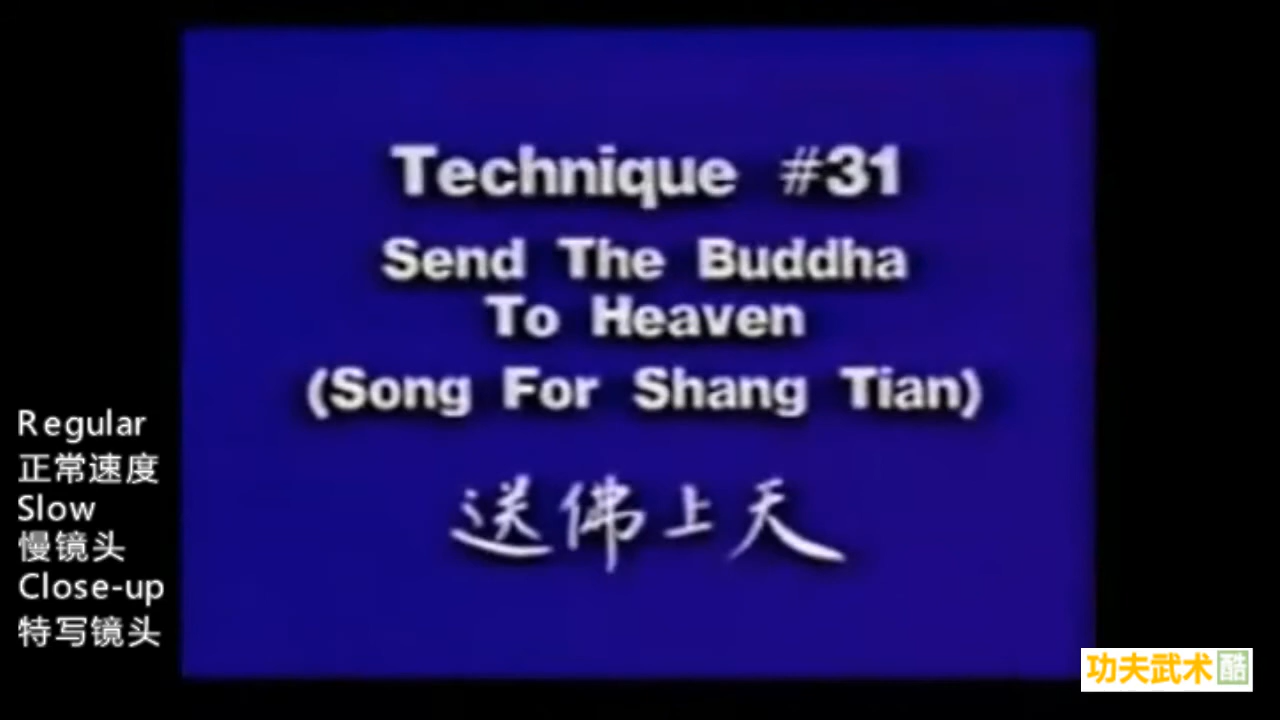 Technique #31
Send The Buddha
To Heaven
(Song For Shang Tian)
送佛上天
Regular
正常速度
Slow
慢镜头
Close-up
特写镜头
功夫武术酷